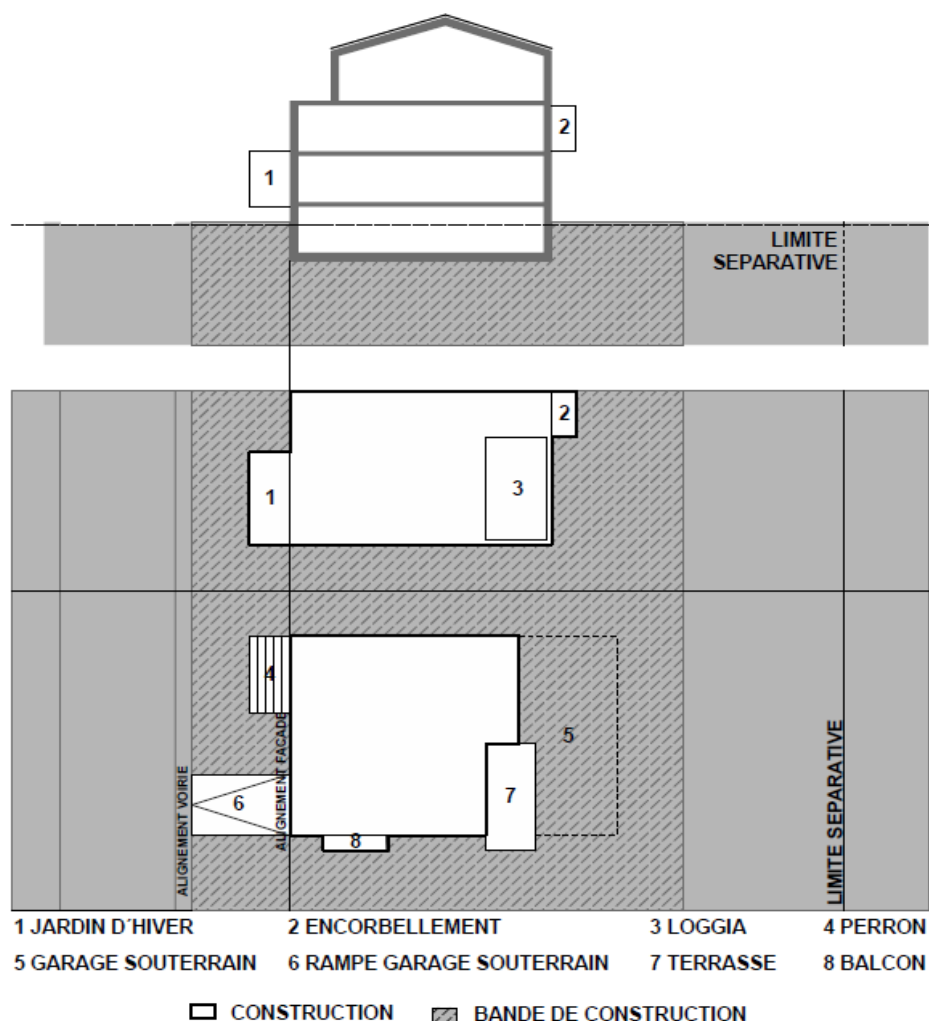 2
1
LIMITE
SEPARATIVE
2
1
3
4
5
ALIGNEMENT FACADE
ALIGNEMENT VOIRIE
LIMITE SEPARATIVE
7
6
8
1 JARDIN D´HIVER 2 ENCORBELLEMENT 3 LOGGIA 4 PERRON
5 GARAGE SOUTERRAIN 6 RAMPE GARAGE SOUTERRAIN 7 TERRASSE 8 BALCON
CONSTRUCTION BANDE DE CONSTRUCTION